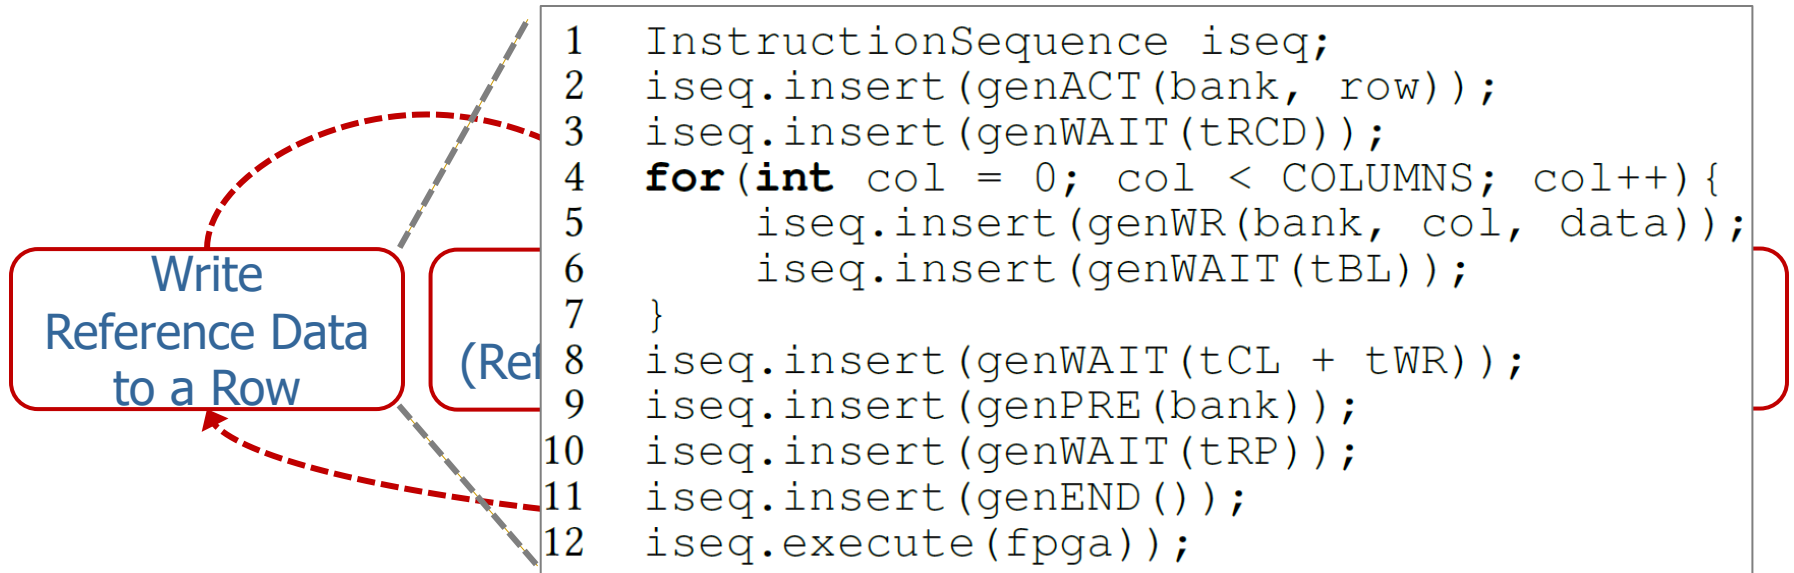 Write
Reference Data
to a Row
(Ref
1 InstructionSequence iseq;
2 iseq.insert(genACT(bank, row));
3 iseq.insert(genWAIT(tRCD));
4 for(int col = 0; col < COLUMNS; col++){
5 iseq.insert(genWR(bank, col, data));
6 iseq.insert(genWAIT(tBL));
7 }
8 iseq.insert(genWAIT(tCL + tWR));
9 iseq.insert(genPRE(bank));
10 iseq.insert(genWAIT(tRP));
11 iseq.insert(genEND());
12 iseq.execute(fpga));